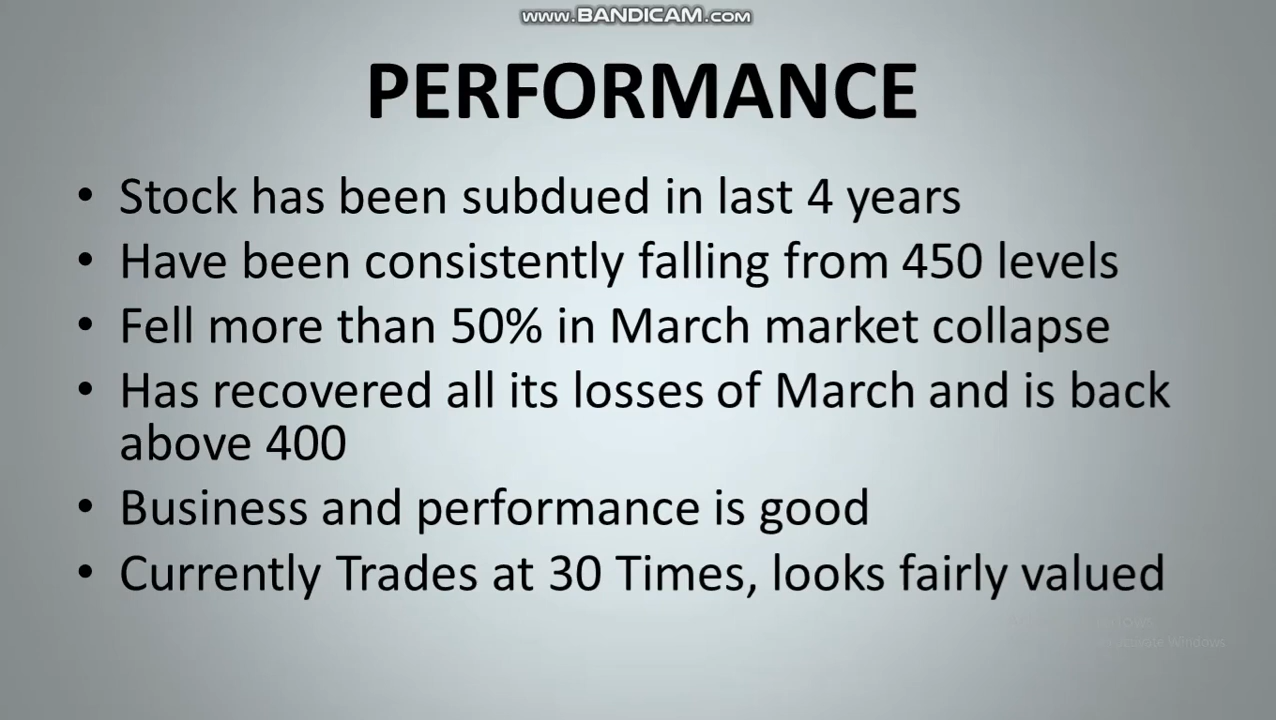 www.BANDICAM.com
PERFORMANCE
• Stock has been subdued in last 4 years
• Have been consistently falling from 450 levels
• Fell more than 50% in March market collapse
• Has recovered all its losses of March and is back
above 400
• Business and performance is good
• Currently Trades at 30 Times, looks fairly valued
Windows